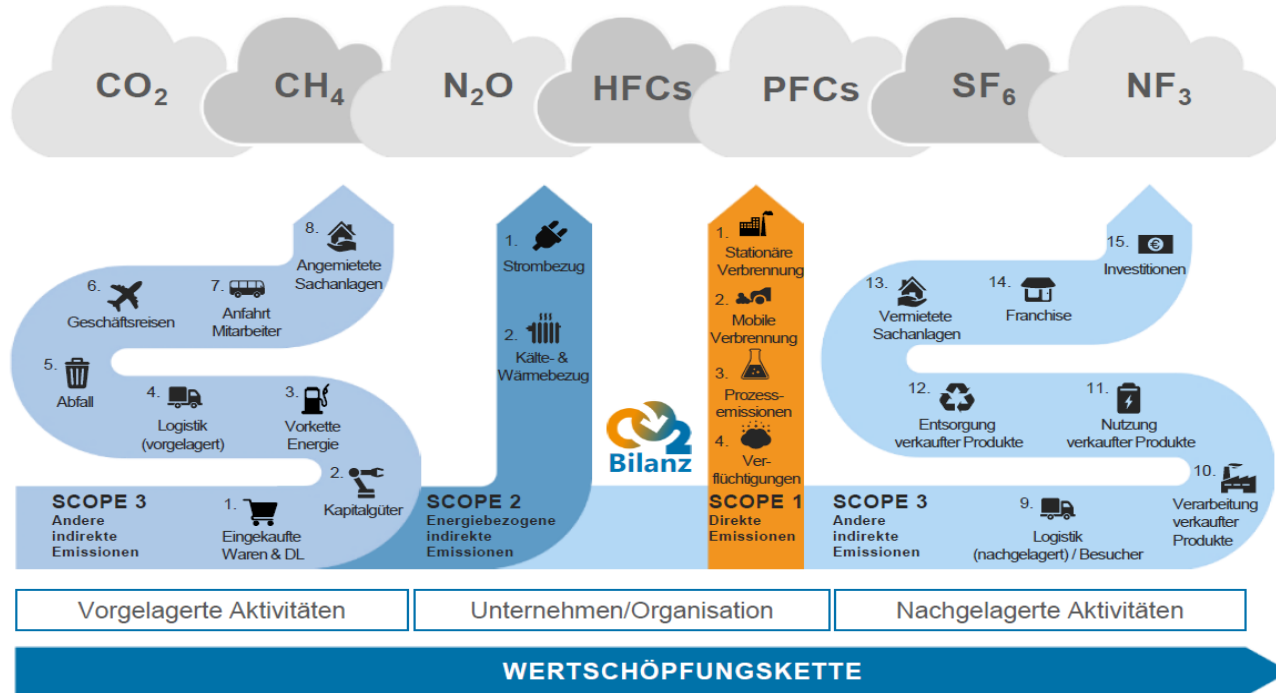 CO₂
CH₄
N₂O
HFCs
PFCs
SF₆
NF₃
8.
Angemietete
Sachanlagen
6.
Geschäftsreisen
7.
Anfahrt
Mitarbeiter
5.
Abfall
4.
Logistik
(vorgelagert)
3.
Vorkette
Energie
2.
Kapitalgüter
1.
Eingekaufte
Waren & DL
SCOPE 3
Andere
indirekte
Emissionen
1.
Strombezug
2.
Kälte- &
Wärmebezug
SCOPE 2
Energiebezogene
indirekte
Emissionen
CO2
Bilanz
1.
Stationäre
Verbrennung
2.
Mobile
Verbrennung
3.
Prozess-
emissionen
4.
Ver-
flüchtigungen
SCOPE 1
Direkte
Emissionen
15.
Investitionen
13.
Vermietete
Sachanlagen
14.
Franchise
12.
Entsorgung
verkaufter Produkte
11.
Nutzung
verkaufter Produkte
10.
Verarbeitung
verkaufter
Produkte
9.
Logistik
(nachgelagert) / Besucher
SCOPE 3
Andere
indirekte
Emissionen
Vorgelagerte Aktivitäten
Unternehmen/Organisation
Nachgelagerte Aktivitäten
WERTSCHÖPFUNGSKETTE